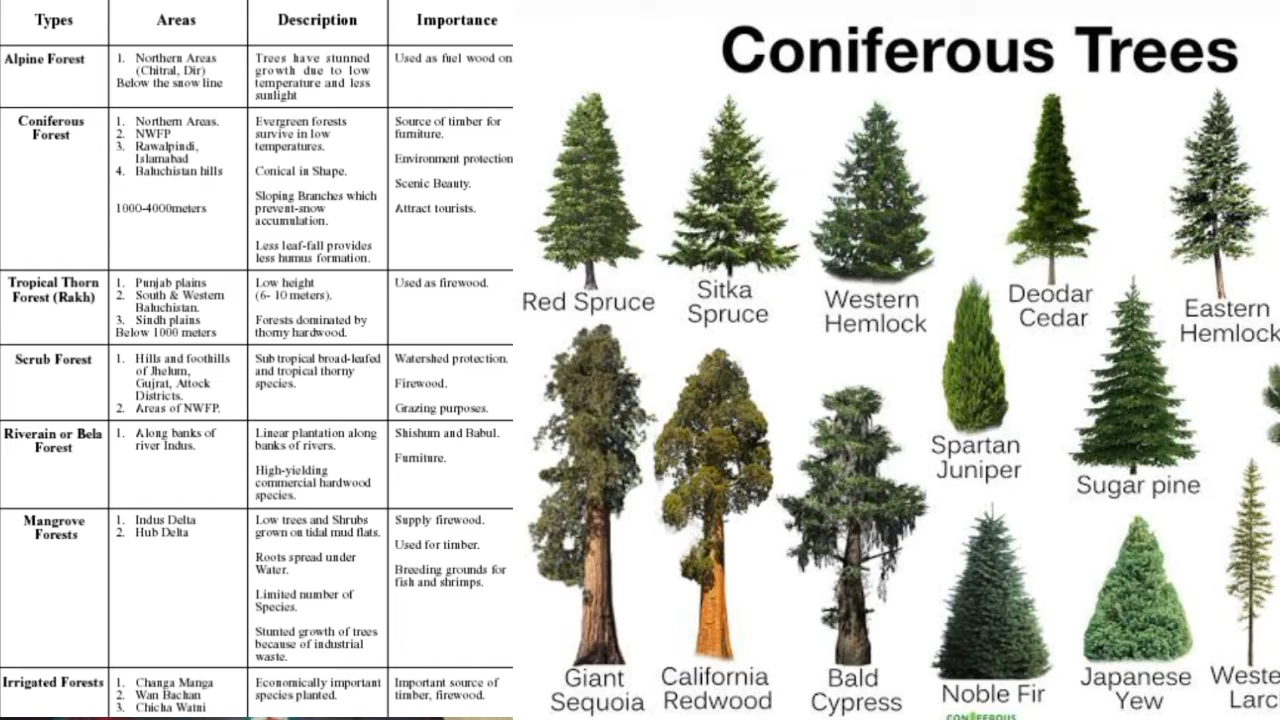 Types Areas Description Importance
Alpine Forest
1. Northern Areas
(Chitral, Dir)
Below the snow line
Trees have stunned
growth due to low
temperature and less
sunlight
Used as fuel wood on
Coniferous
Forest
1. Northern Areas.
2. NWFP
3. Rawalpindi,
Islamabad
4. Baluchistan hills
1000-4000meters
Evergreen forests
survive in low
temperatures.
Conical in Shape.
Sloping Branches which
prevent-snow
accumulation.
Less leaf-fall provides
less humus formation.
Source of timber for
furniture.
Environment protection
Scenic Beauty.
Attract tourists.
Tropical Thorn
Forest (Rakh)
1. Punjab plains
2. South & Western
Baluchistan.
3. Sindh plains
Below 1000 meters
Low height
(6- 10 meters).
Forests dominated by
thorny hardwood.
Used as firewood.
Scrub Forest
1. Hills and foothills
of Jhelum,
Gujrat, Attock
Districts.
2. Areas of NWFP.
Sub tropical broad-leafed
and tropical thorny
species.
Watershed protection.
Firewood.
Grazing purposes.
Riverain or Bela
Forest
1. Along banks of
river Indus.
Linear plantation along
banks of rivers.
High-yielding
commercial hardwood
species.
Shishum and Babul.
Furniture.
Mangrove
Forests
1. Indus Delta
2. Hub Delta
Low trees and Shrubs
grown on tidal mud flats.
Roots spread under
Water.
Limited number of
Species.
Stunted growth of trees
because of industrial
waste.
Supply firewood.
Used for timber.
Breeding grounds for
fish and shrimps.
Irrigated Forests
1. Changa Manga
2. Wan Bachan
3. Chicha Watni
Economically important
species planted.
Important source of
timber, firewood.
Coniferous Trees
Red Spruce
Sitka
Spruce
Western
Hemlock
Deodar
Cedar
Eastern
Hemlock
Spartan
Juniper
Sugar pine
Giant
Sequoia
California
Redwood
Bald
Cypress
Noble Fir
Japanese
Yew
Weste
Larc
CONIFEROUS